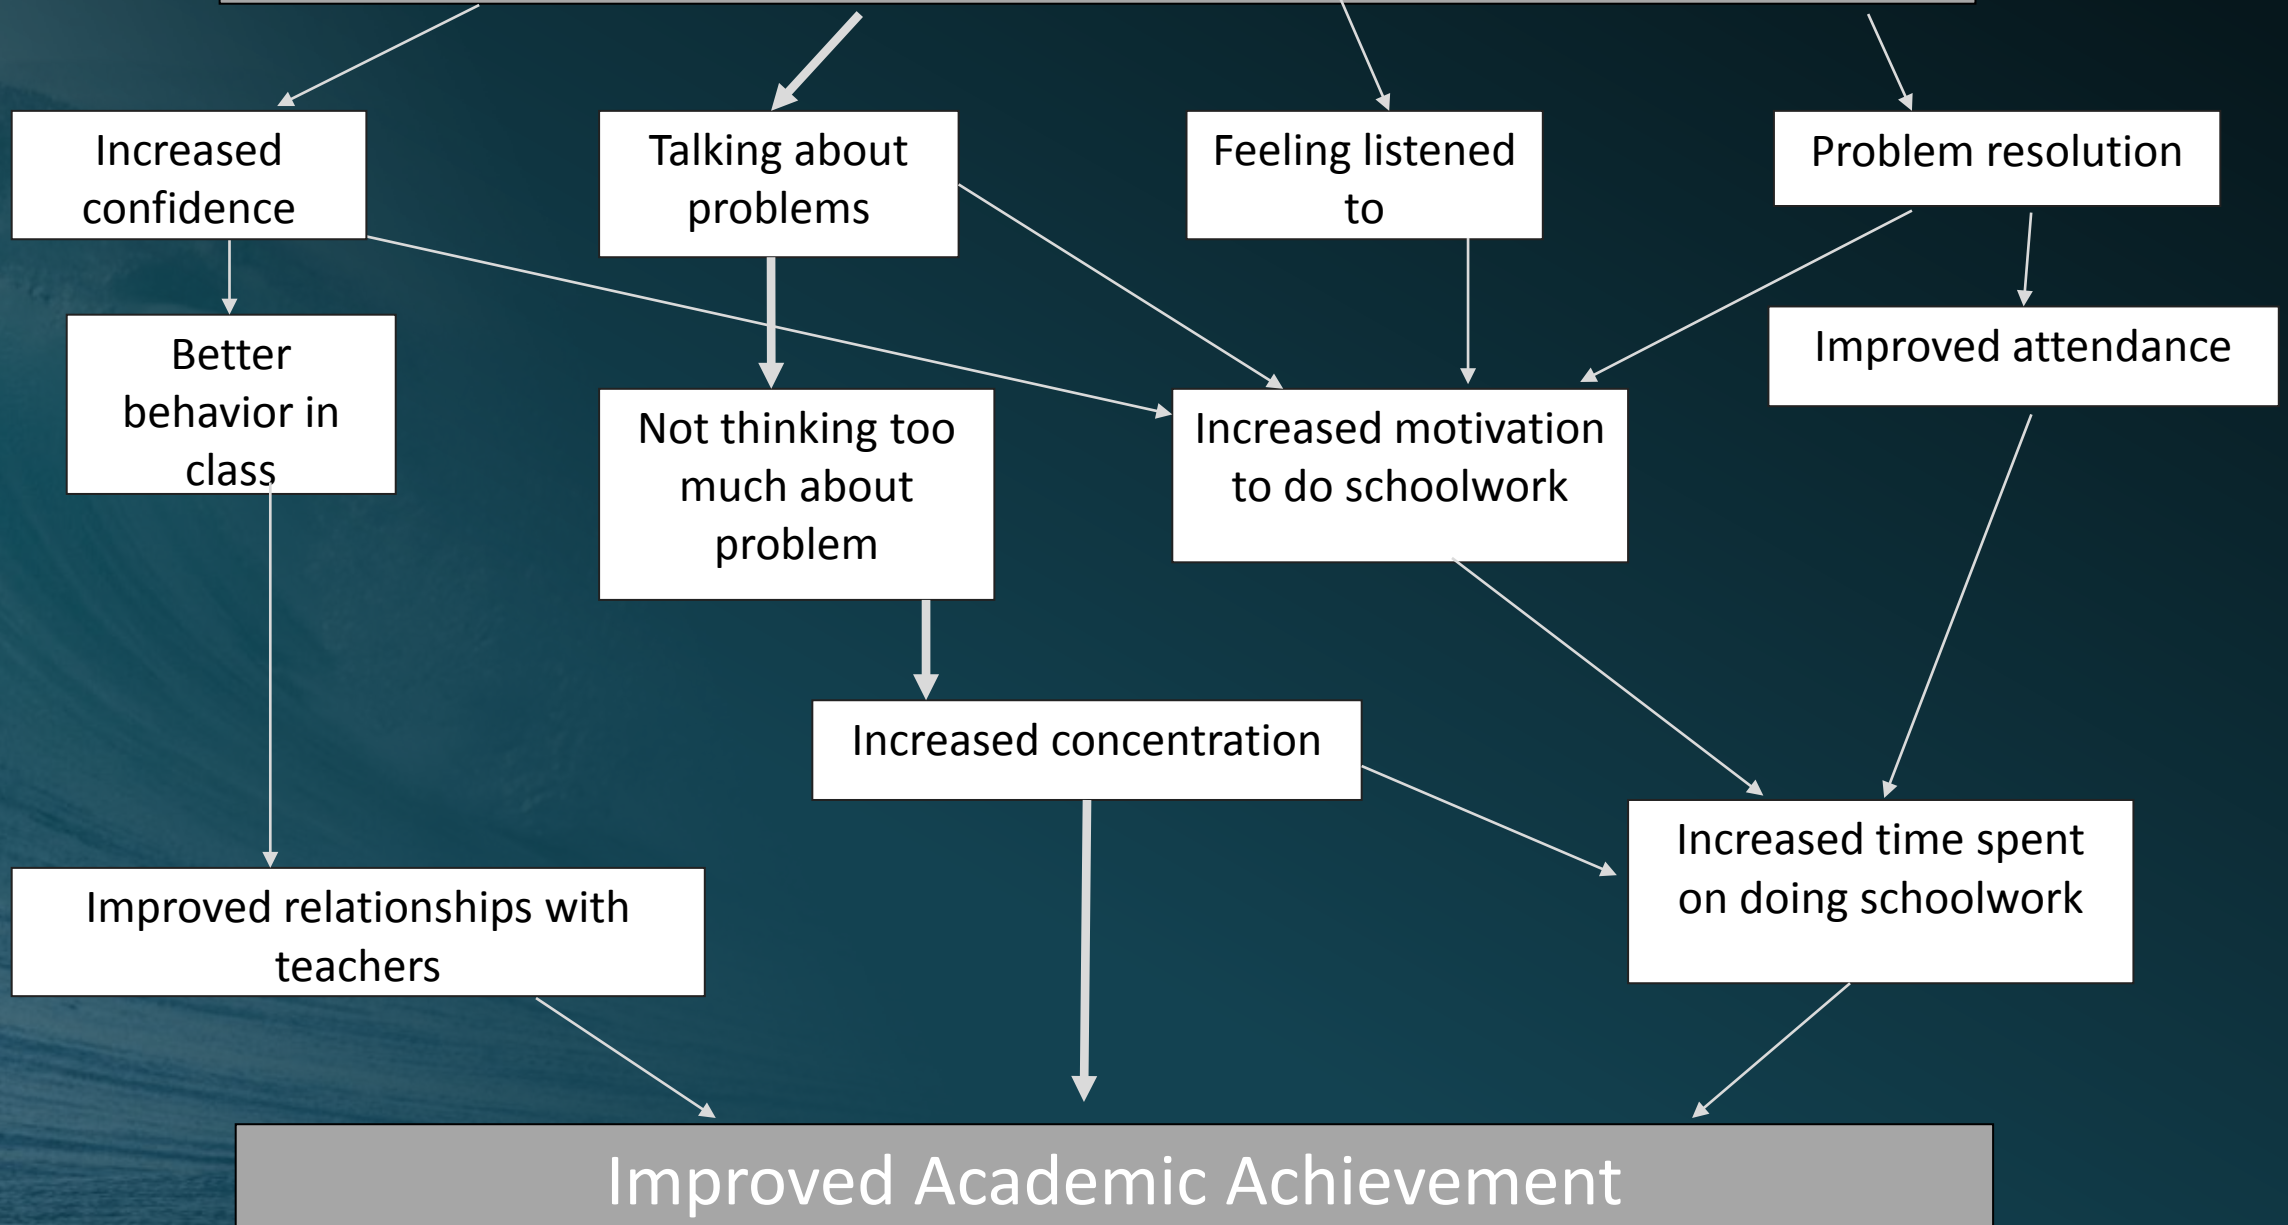 Increased
confidence
Talking about
problems
Feeling listened
to
Problem resolution
Better
behavior in
class
Not thinking too
much about
problem
Increased motivation
to do schoolwork
Improved attendance
Increased concentration
Increased time spent
on doing schoolwork
Improved relationships with
teachers
Improved Academic Achievement